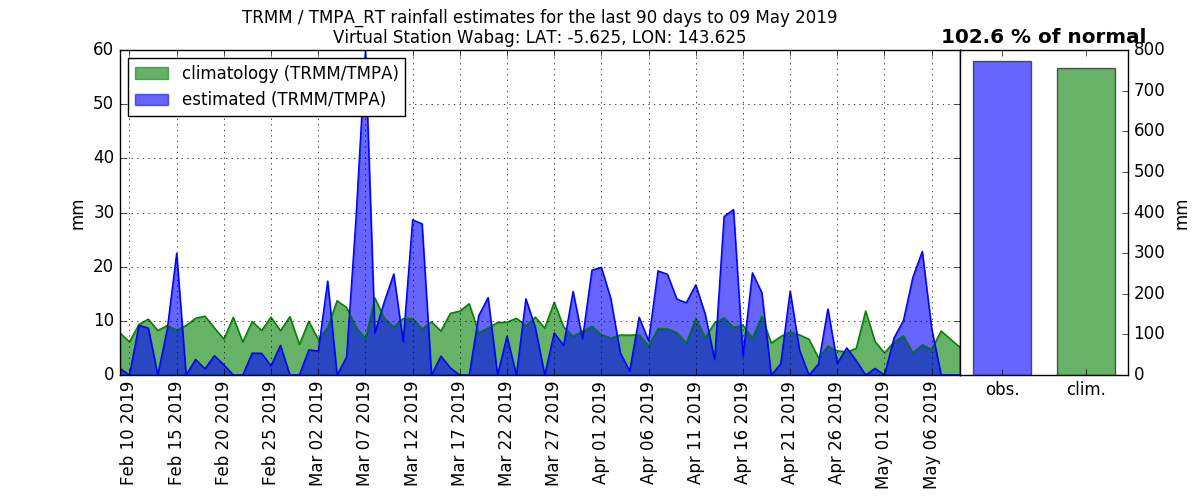 TRMM / TMPA_RT rainfall estimates for the last 90 days to 09 May 2019
Virtual Station Wabag: LAT: -5.625, LON: 143.625
102.6 % of normal
climatology (TRMM/TMPA)
estimated (TRMM/TMPA)
60
50
40
30
20
10
0
mm
Feb 10 2019
Feb 15 2019
Feb 20 2019
Feb 25 2019
Mar 02 2019
Mar 07 2019
Mar 12 2019
Mar 17 2019
Mar 22 2019
Mar 27 2019
Apr 01 2019
Apr 06 2019
Apr 11 2019
Apr 16 2019
Apr 21 2019
Apr 26 2019
May 01 2019
May 06 2019
obs.
clim.
800
700
600
500
400
300
200
100
0
mm